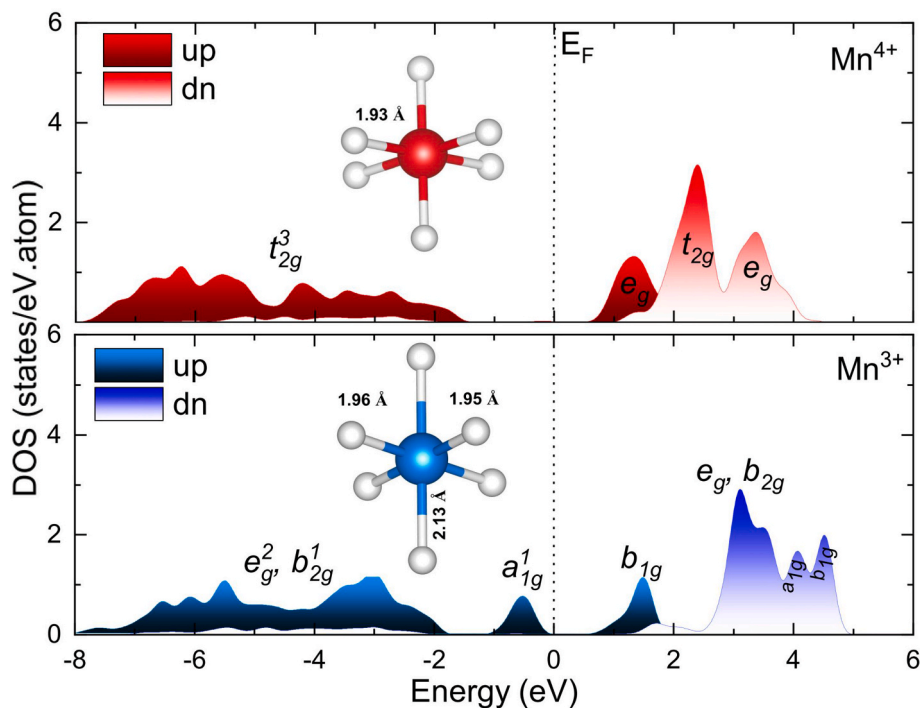 DOS (states/eV.atom)
6
4
2
up
dn
1.93 Å
E_F
Mn⁴⁺
t³₂g
e_g
t₂g
e_g
6
4
2
0
up
dn
1.96 Å
1.95 Å
2.13 Å
Mn³⁺
e²_g, b¹₂g
a¹₁g
b₁g
e_g, b₂g
a₁g
b₁g
-8 -6 -4 -2 0 2 4 6
Energy (eV)